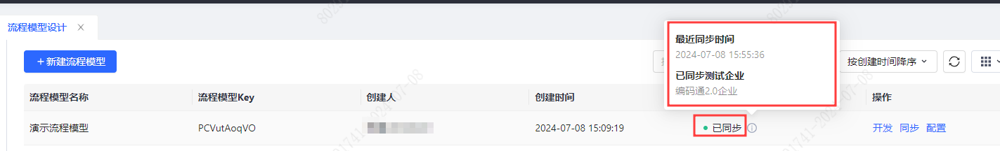 流程模型设计
最近同步时间
2024-07-08 15:55:36
已同步测试企业
编码通2.0企业
+新建流程模型
按创建时间降序
流程模型名称 流程模型Key 创建人 创建时间 操作
演示流程模型 PCVutAoqVO 2024-07-08 15:09:19 已同步 开发 同步 配置